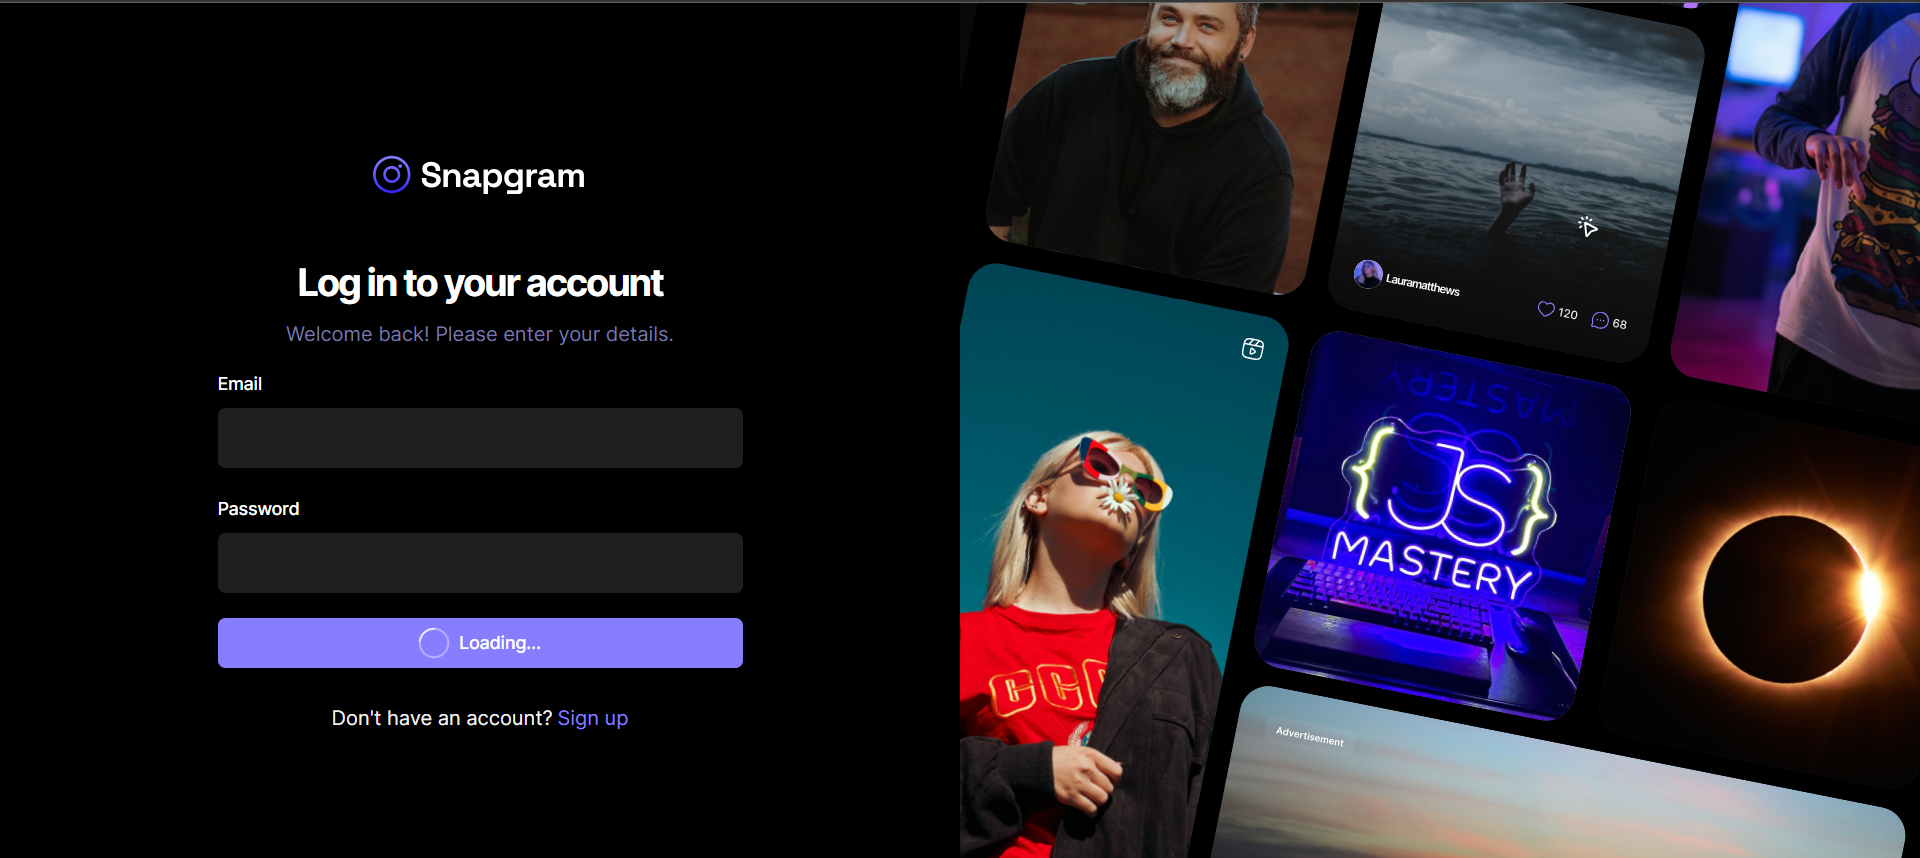 Snapgram
Log in to your account
Welcome back! Please enter your details.
Email
Password
Loading...
Don't have an account? Sign up
Lauramatthews
120
68
MASTERY
{JS}
MASTERY
CCC
Advertisement